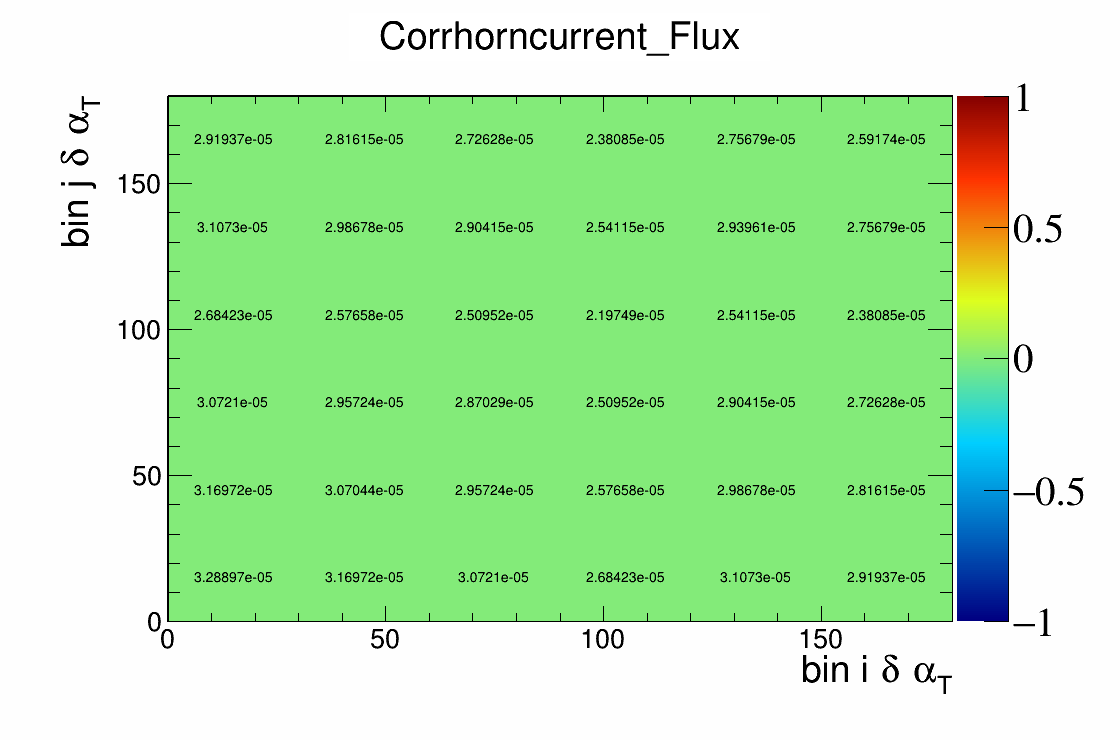 Corrhorncurrent_Flux
bin j δ α_T
150
100
50
0
2.91937e-05 2.81615e-05 2.72628e-05 2.38085e-05 2.75679e-05 2.59174e-05
3.1073e-05 2.98678e-05 2.90415e-05 2.54115e-05 2.93961e-05 2.75679e-05
2.68423e-05 2.57658e-05 2.50952e-05 2.19749e-05 2.54115e-05 2.38085e-05
3.0721e-05 2.95724e-05 2.87029e-05 2.50952e-05 2.90415e-05 2.72628e-05
3.16972e-05 3.07044e-05 2.95724e-05 2.57658e-05 2.98678e-05 2.81615e-05
3.28897e-05 3.16972e-05 3.0721e-05 2.68423e-05 3.1073e-05 2.91937e-05
0 50 100 150
bin i δ α_T
1
0.5
0
−0.5
−1